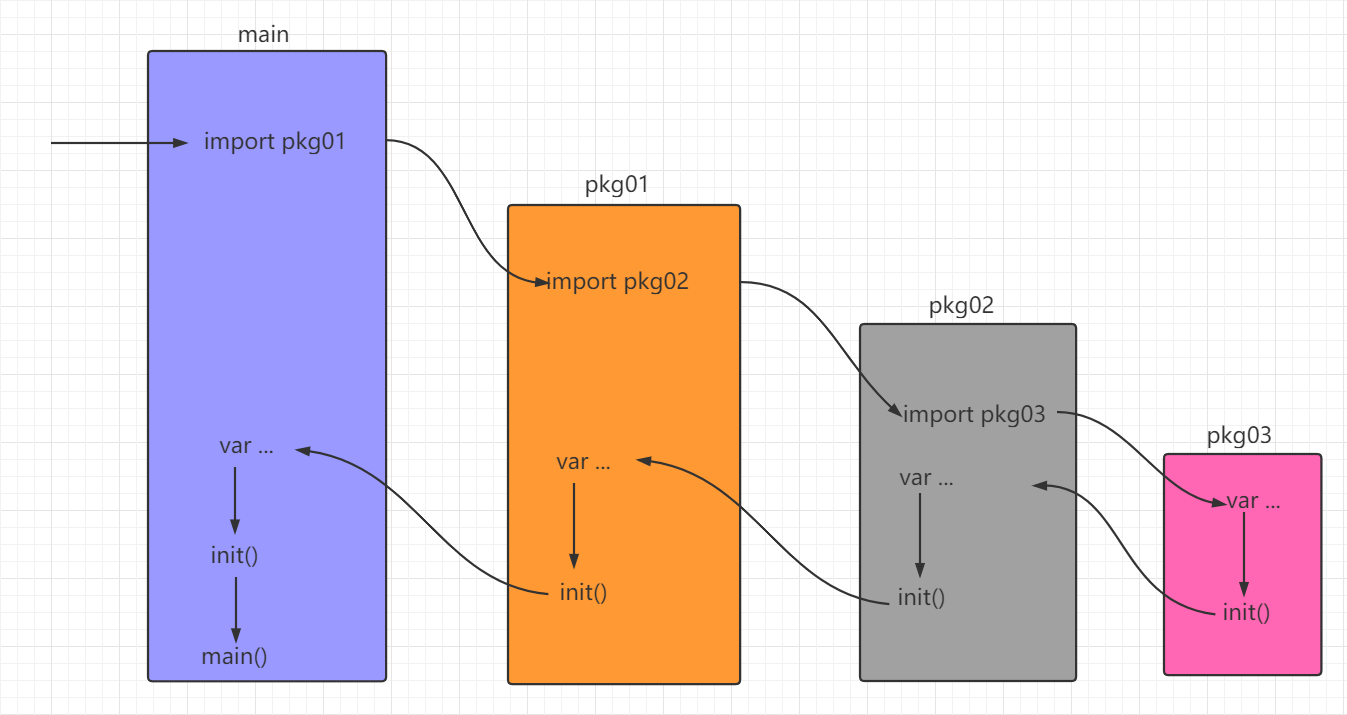 main
import pkg01
var ...
init()
main()
pkg01
import pkg02
var ...
init()
pkg02
import pkg03
var ...
init()
pkg03
var ...
init()